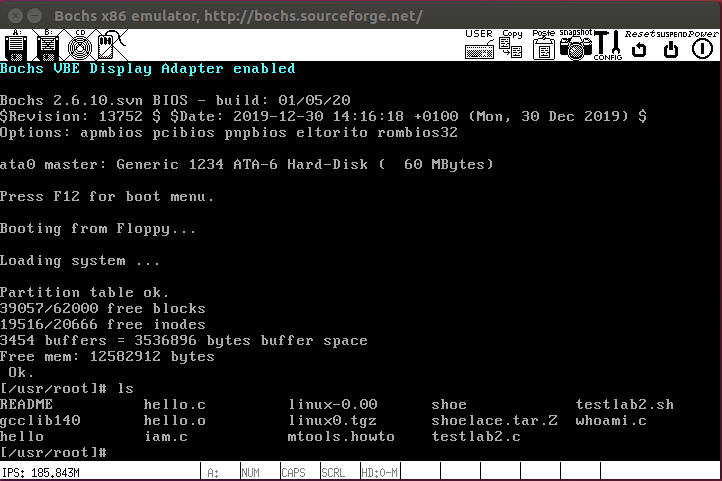 Bochs x86 emulator, http://bochs.sourceforge.net/
A: B: CD USER Copy Paste snapshot CONFIG Reset SUSPEND Power
Bochs VBE Display Adapter enabled
Bochs 2.6.10.svn BIOS - build: 01/05/20
$Revision: 13752 $ $Date: 2019-12-30 14:16:18 +0100 (Mon, 30 Dec 2019) $
Options: apmbios pcibios pnpbios eltorito rombios32
ata0 master: Generic 1234 ATA-6 Hard-Disk (  60 MBytes)
Press F12 for boot menu.
Booting from Floppy...
Loading system ...
Partition table ok.
39057/62000 free blocks
19516/20666 free inodes
3454 buffers = 3536896 bytes buffer space
Free mem: 12582912 bytes
Ok.
[/usr/root]# ls
README hello.c linux-0.00 shoe testlab2.sh
gcclib140 hello.o linux0.tgz shoelace.tar.Z whoami.c
hello iam.c mtools.howto testlab2.c
[/usr/root]#
IPS: 185.843M A: NUM CAPS SCRL HD:0-M